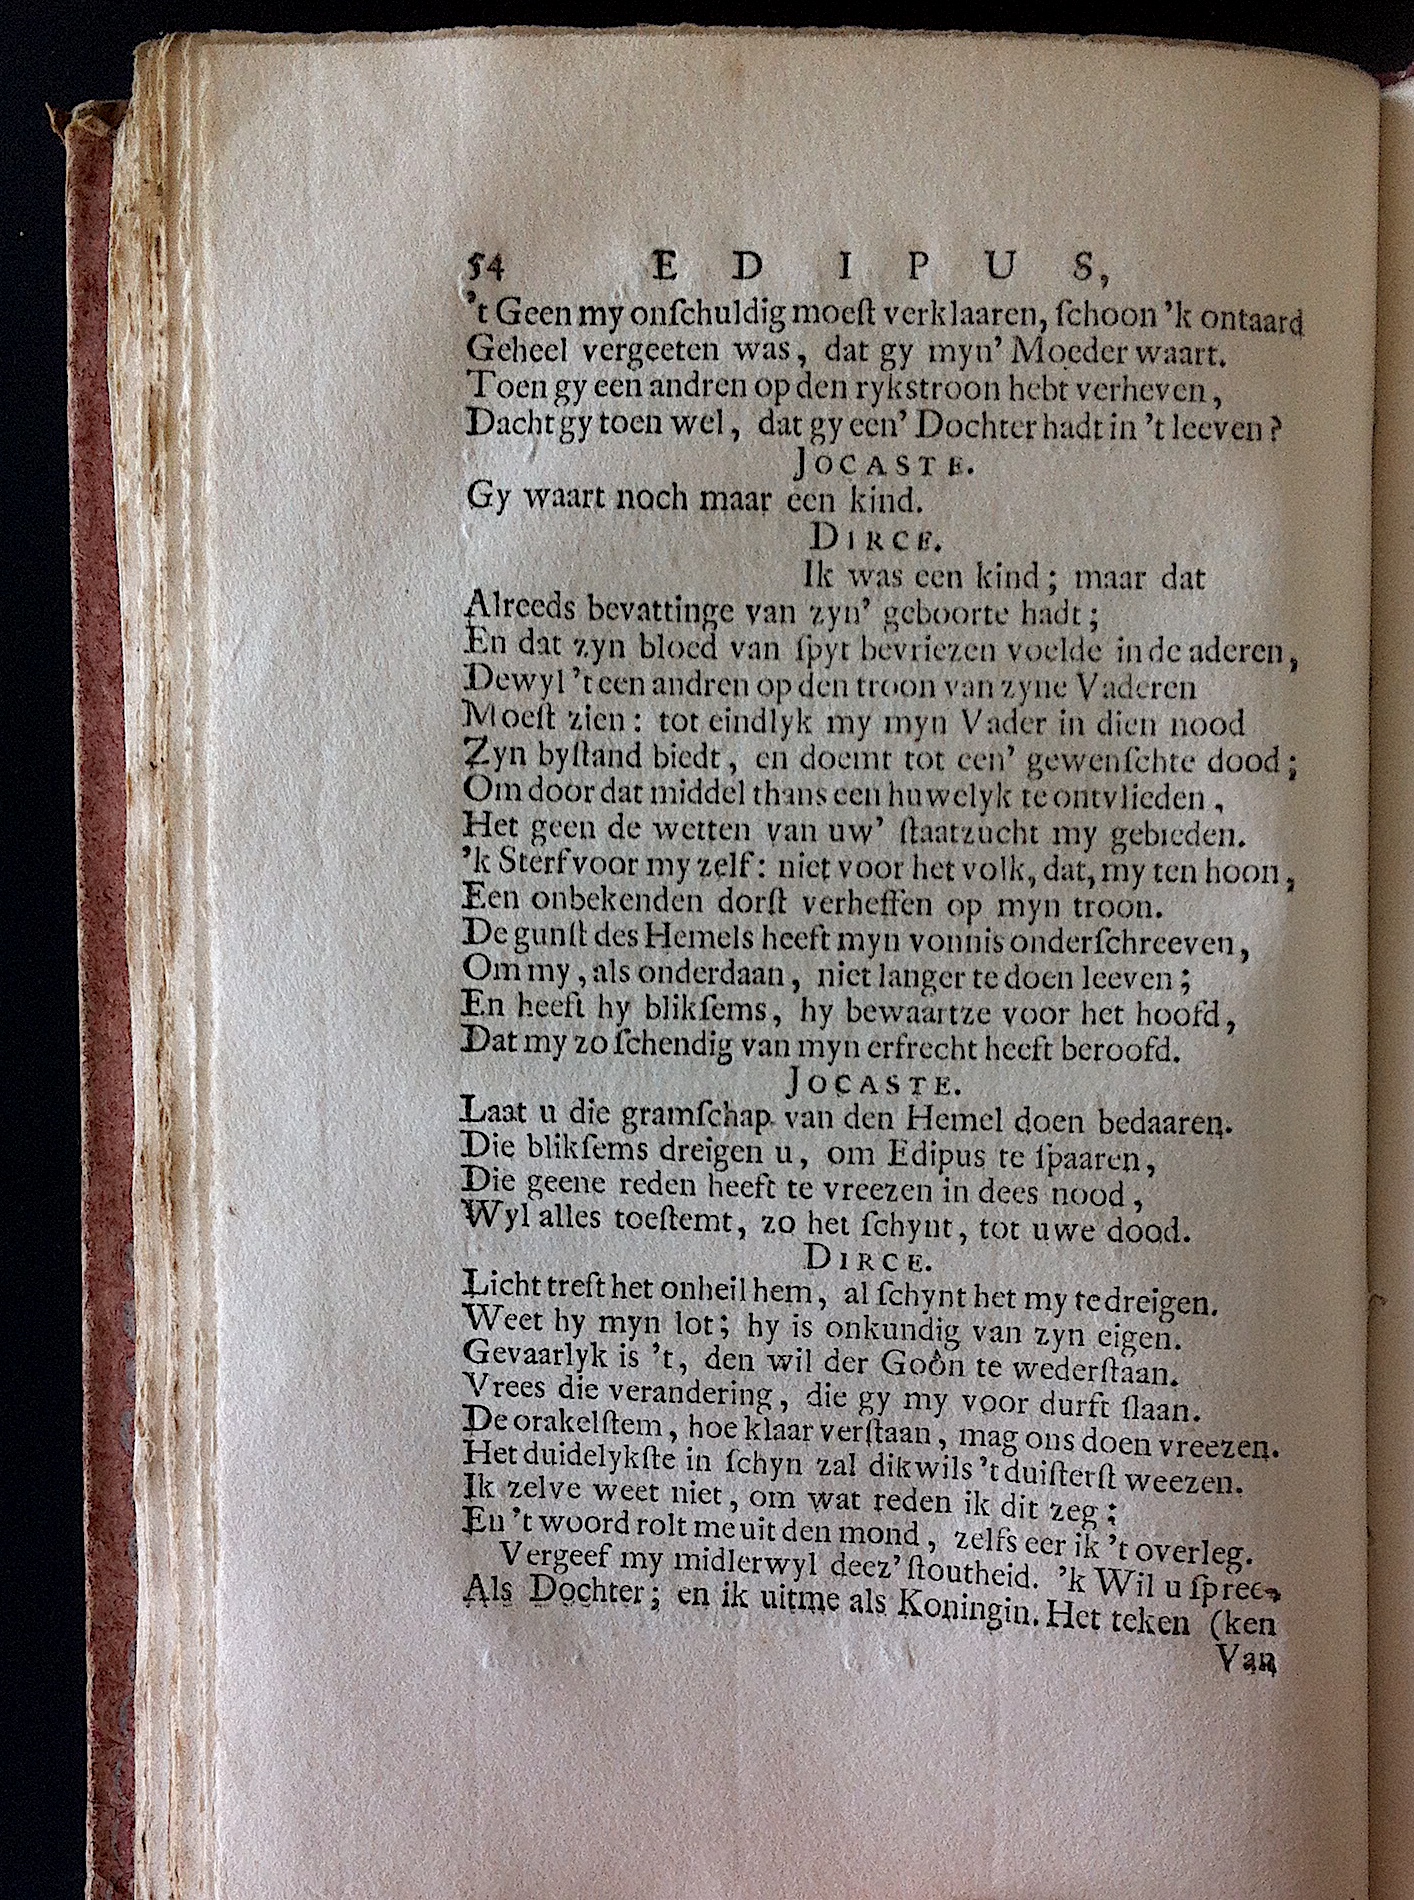 54 E D I P U S,
't Geen my onſchuldig moeſt verklaaren, ſchoon 'k ontaard
Geheel vergeeten was, dat gy myn' Moeder waart.
Toen gy een andren op den rykstroon hebt verheven,
Dacht gy toen wel, dat gy een' Dochter hadt in 't leeven?
JOCASTE.
Gy waart noch maar een kind.
DIRCE.
Ik was een kind; maar dat
Alreeds bevattinge van zyn' geboorte hadt;
En dat zyn bloed van ſpyt bevriezen voelde in de aderen,
Dewyl 't een andren op den troon van zyne Vaderen
Moeſt zien: tot eindlyk my myn Vader in dien nood
Zyn byſtand biedt, en doemt tot een' gewenſchte dood;
Om door dat middel thans een huwelyk te ontvlieden,
Het geen de wetten van uw' ſtaatzucht my gebieden.
'k Sterf voor my zelf: niet voor het volk, dat, my ten hoon,
Een onbekenden dorſt verheffen op myn troon.
De gunſt des Hemels heeft myn vonnis onderſchreeven,
Om my, als onderdaan, niet langer te doen leeven;
En heeft hy blikſems, hy bewaartze voor het hoofd,
Dat my zo ſchendig van myn erfrecht heeft beroofd.
JOCASTE.
Laat u die gramſchap van den Hemel doen bedaaren.
Die blikſems dreigen u, om Edipus te ſpaaren,
Die geene reden heeft te vreezen in dees nood,
Wyl alles toeſtemt, zo het ſchynt, tot uwe dood.
DIRCE.
Licht treft het onheil hem, al ſchynt het my te dreigen.
Weet hy myn lot; hy is onkundig van zyn eigen.
Gevaarlyk is 't, den wil der Goôn te wederſtaan.
Vrees die verandering, die gy my voor durft ſlaan.
De orakelſtem, hoe klaar verſtaan, mag ons doen vreezen.
Het duidelykſte in ſchyn zal dikwils 't duiſterſt weezen.
Ik zelve weet niet, om wat reden ik dit zeg;
En 't woord rolt me uit den mond, zelfs eer ik 't overleg.
Vergeef my midlerwyl deez' ſtoutheid. 'k Wil u ſpree-
Als Dochter; en ik uitme als Koningin. Het teken (ken
Van